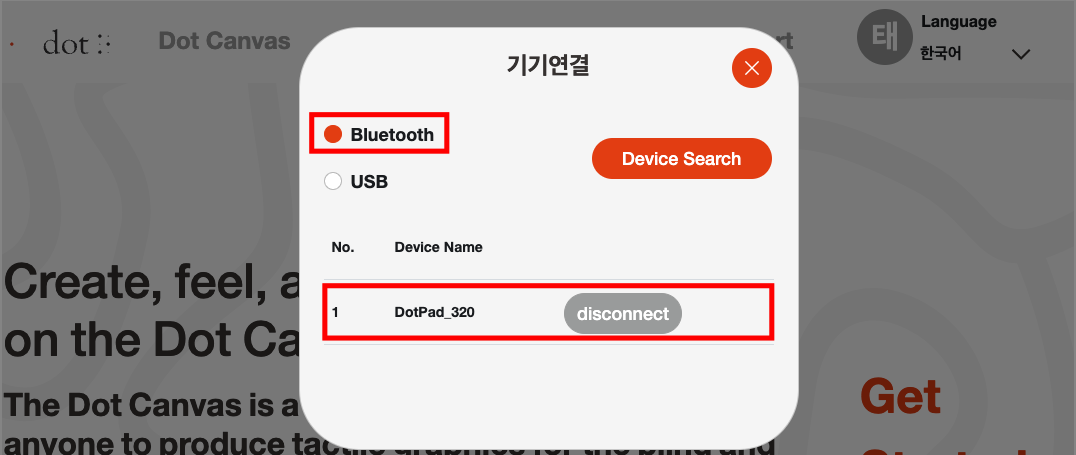 dot
Dot Canvas
rt
태
Language
한국어
기기연결
Bluetooth
Device Search
USB
No. Device Name
1 DotPad_320 disconnect
Create, feel, a
on the Dot Ca
The Dot Canvas is a
anyone to produce tactile graphics for the blind and
Get
Started